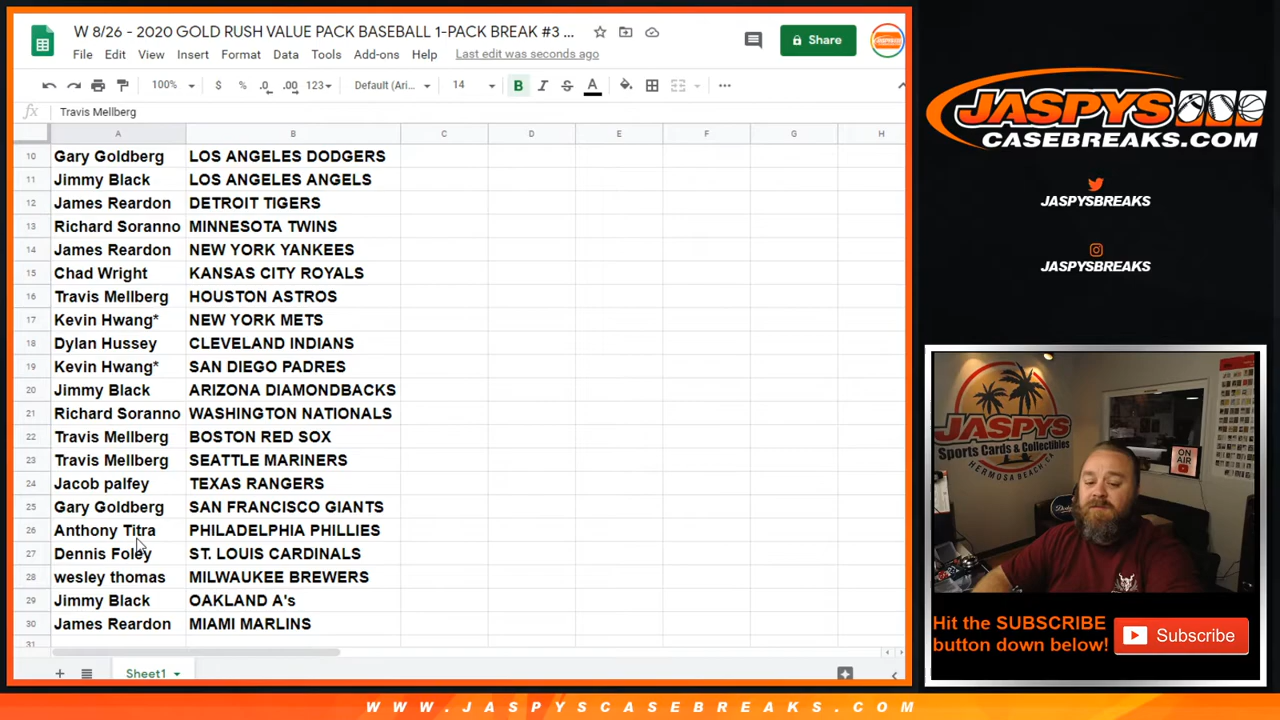 W 8/26 - 2020 GOLD RUSH VALUE PACK BASEBALL 1-PACK BREAK #3 ...
File Edit View Insert Format Data Tools Add-ons Help Last edit was seconds ago
Share
100% $ % .0 .00 123 Default (Ari... 14 B I S A
fx Travis Mellberg
A B C D E F G H
10 Gary Goldberg LOS ANGELES DODGERS
11 Jimmy Black LOS ANGELES ANGELS
12 James Reardon DETROIT TIGERS
13 Richard Soranno MINNESOTA TWINS
14 James Reardon NEW YORK YANKEES
15 Chad Wright KANSAS CITY ROYALS
16 Travis Mellberg HOUSTON ASTROS
17 Kevin Hwang* NEW YORK METS
18 Dylan Hussey CLEVELAND INDIANS
19 Kevin Hwang* SAN DIEGO PADRES
20 Jimmy Black ARIZONA DIAMONDBACKS
21 Richard Soranno WASHINGTON NATIONALS
22 Travis Mellberg BOSTON RED SOX
23 Travis Mellberg SEATTLE MARINERS
24 Jacob palfey TEXAS RANGERS
25 Gary Goldberg SAN FRANCISCO GIANTS
26 Anthony Titra PHILADELPHIA PHILLIES
27 Dennis Foley ST. LOUIS CARDINALS
28 wesley thomas MILWAUKEE BREWERS
29 Jimmy Black OAKLAND A's
30 James Reardon MIAMI MARLINS
31
Sheet1
JASPYS
CASEBREAKS.COM
JASPYSBREAKS
JASPYSBREAKS
JASPYS
Sports Cards & Collectibles
HERMOSA BEACH, CA
ON AIR
Hit the SUBSCRIBE
button down below!
Subscribe
WWW.JASPYSCASEBREAKS.COM